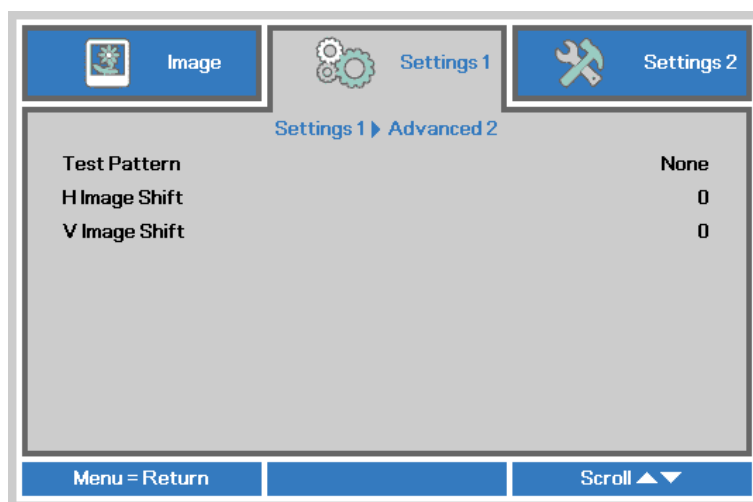 Image
Settings 1
Settings 2
Settings 1 ▶ Advanced 2
Test Pattern None
H Image Shift 0
V Image Shift 0
Menu = Return
Scroll ▲▼